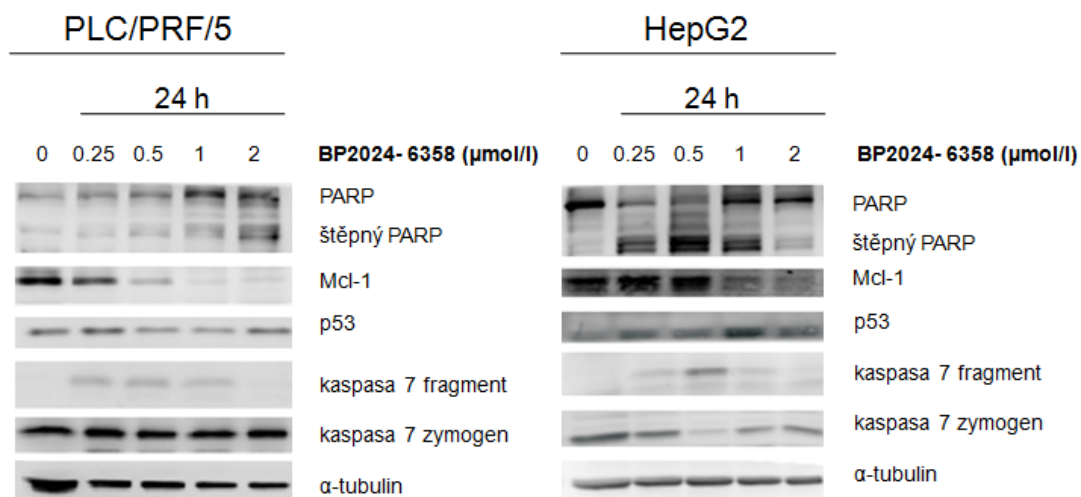 PLC/PRF/5
24 h
0 0.25 0.5 1 2 BP2024- 6358 (µmol/l)
PARP
štěpný PARP
Mcl-1
p53
kaspasa 7 fragment
kaspasa 7 zymogen
α-tubulin
HepG2
24 h
0 0.25 0.5 1 2 BP2024- 6358 (µmol/l)
PARP
štěpný PARP
Mcl-1
p53
kaspasa 7 fragment
kaspasa 7 zymogen
α-tubulin